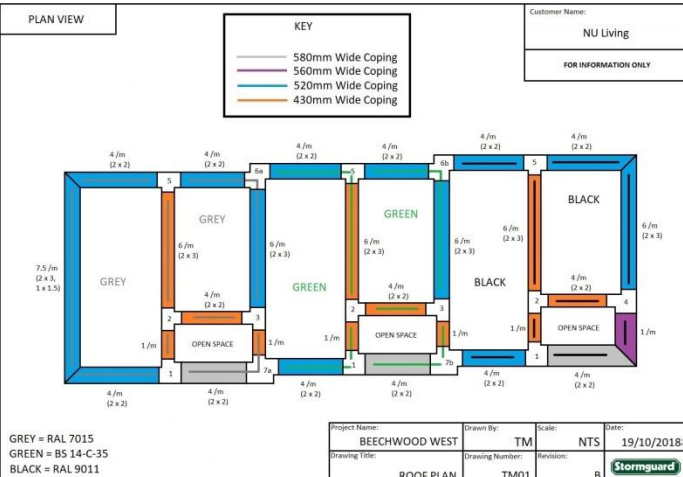 PLAN VIEW
KEY
580mm Wide Coping
560mm Wide Coping
520mm Wide Coping
430mm Wide Coping
Customer Name:
NU Living
FOR INFORMATION ONLY
4 /m
(2 x 2)
4 /m
(2 x 2)
4 /m
(2 x 2)
4 /m
(2 x 2)
4 /m
(2 x 2)
4 /m
(2 x 2)
5
6a
5
6b
5
GREY
GREEN
BLACK
6 /m
(2 x 3)
6 /m
(2 x 3)
6 /m
(2 x 3)
6 /m
(2 x 3)
6 /m
(2 x 3)
6 /m
(2 x 3)
7.5 /m
(2 x 3,
1 x 1.5)
GREY
GREEN
BLACK
4 /m
(2 x 2)
4 /m
(2 x 2)
4 /m
(2 x 2)
2
3
2
3
2
4
1 /m
OPEN SPACE
1 /m
OPEN SPACE
1 /m
1 /m
OPEN SPACE
1 /m
1
7a
1
7b
1
4 /m
(2 x 2)
4 /m
(2 x 2)
4 /m
(2 x 2)
4 /m
(2 x 2)
4 /m
(2 x 2)
4 /m
(2 x 2)
GREY = RAL 7015
GREEN = BS 14-C-35
BLACK = RAL 9011
Project Name:
BEECHWOOD WEST
Drawn By:
TM
Scale:
NTS
Date:
19/10/2018
Drawing Title:
ROOF PLAN
Drawing Number:
TM01
Revision:
B
Stormguard